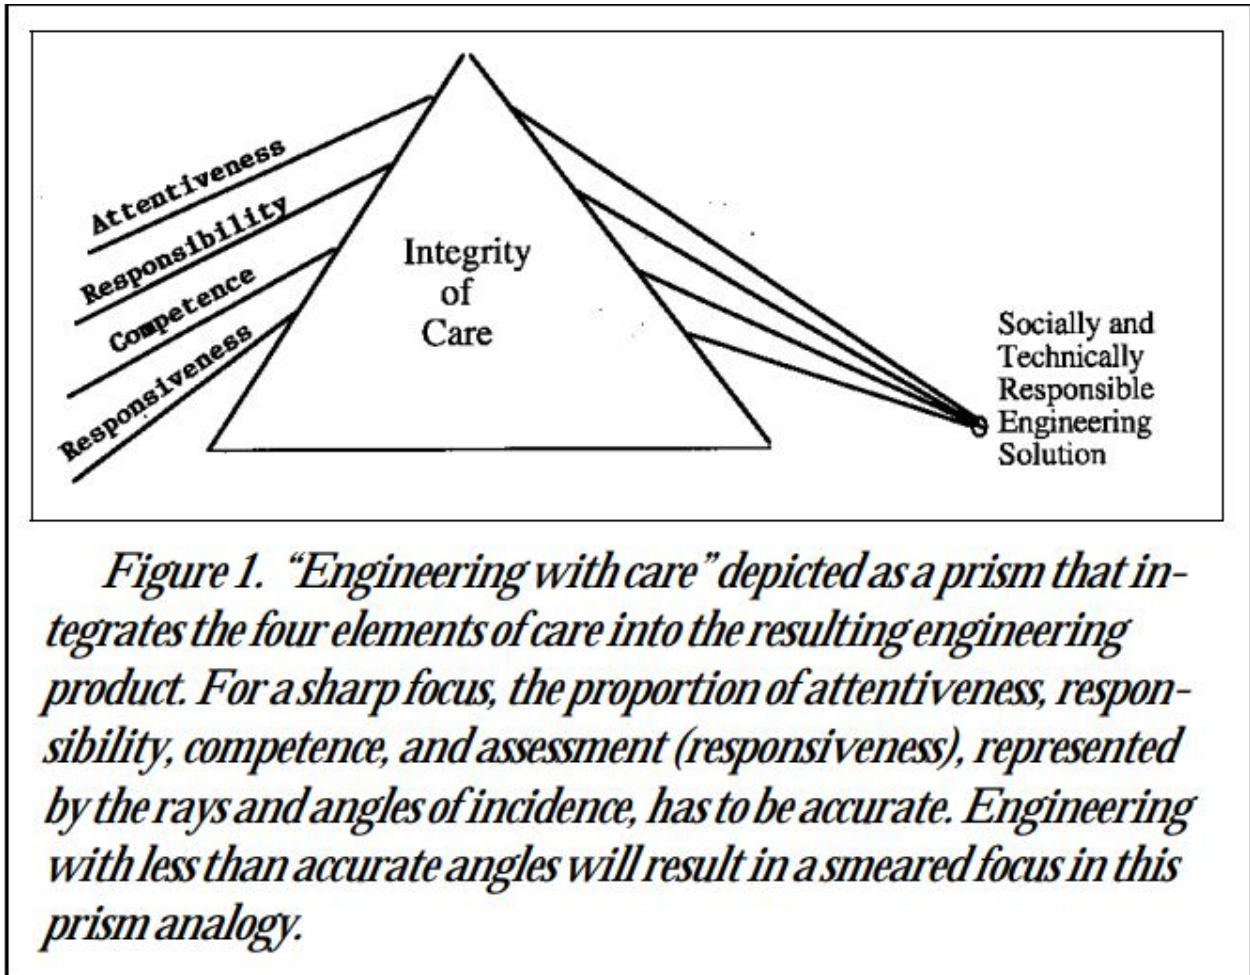 Attentiveness
Responsibility
Competence
Responsiveness
Integrity
of
Care
Socially and
Technically
Responsible
Engineering
Solution
Figure 1. “Engineering with care” depicted as a prism that in-
tegrates the four elements of care into the resulting engineering
product. For a sharp focus, the proportion of attentiveness, respon-
sibility, competence, and assessment (responsiveness), represented
by the rays and angles of incidence, has to be accurate. Engineering
with less than accurate angles will result in a smeared focus in this
prism analogy.